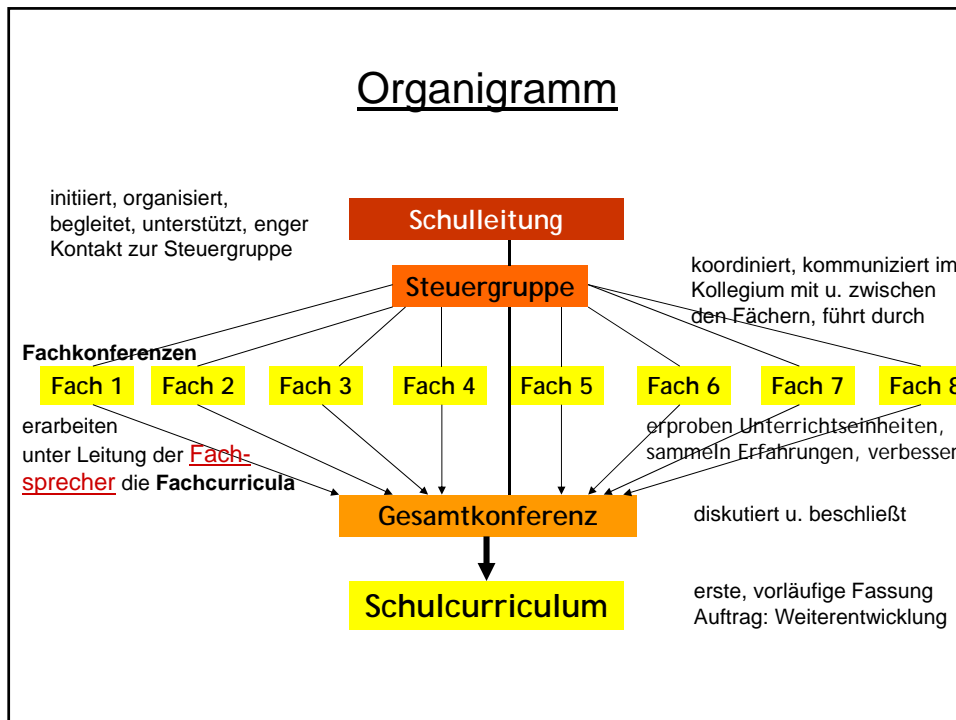 Organigramm
initiiert, organisiert,
begleitet, unterstützt, enger
Kontakt zur Steuergruppe
Schulleitung
Steuergruppe
koordiniert, kommuniziert im
Kollegium mit u. zwischen
den Fächern, führt durch
Fachkonferenzen
Fach 1 Fach 2 Fach 3 Fach 4 Fach 5 Fach 6 Fach 7 Fach 8
erarbeiten
unter Leitung der Fach-
sprecher die Fachcurricula
erproben Unterrichtseinheiten,
sammeln Erfahrungen, verbesser
Gesamtkonferenz
diskutiert u. beschließt
Schulcurriculum
erste, vorläufige Fassung
Auftrag: Weiterentwicklung